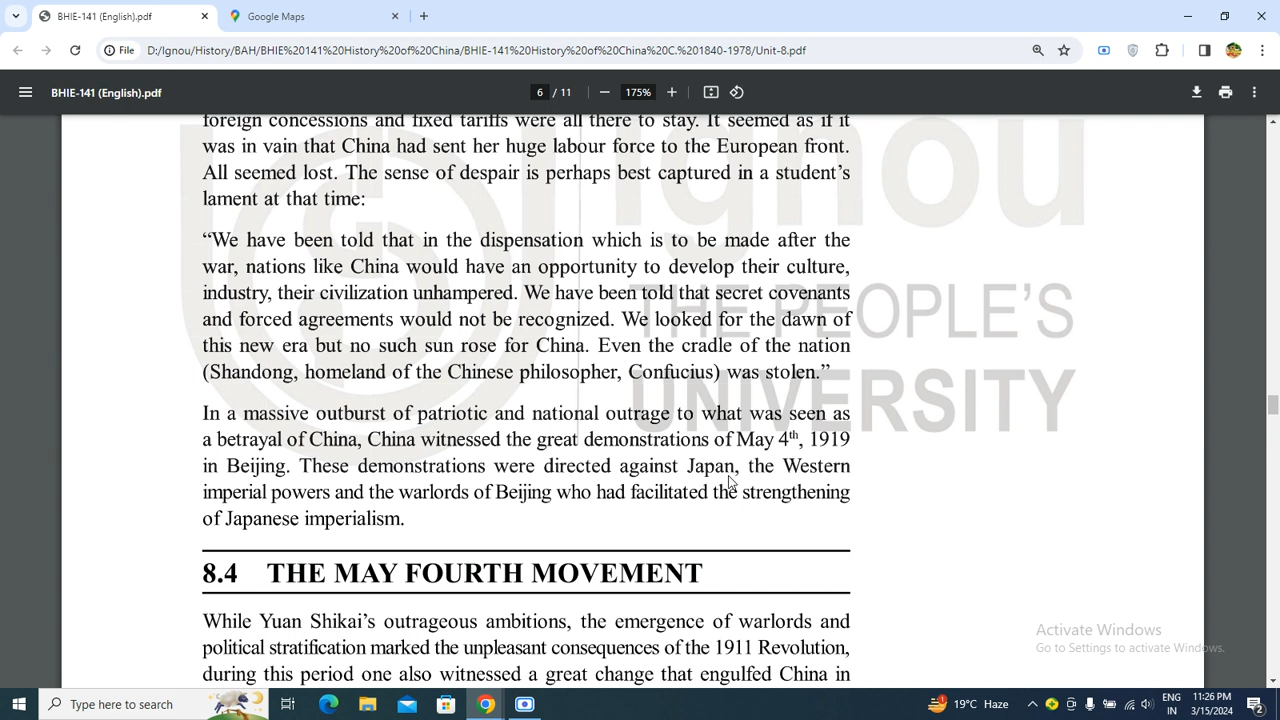 BHIE-141 (English).pdf
Google Maps
File
D:/Ignou/History/BAH/BHIE%20141%20History%20of%20China/BHIE-141%20History%20of%20China%20C.%201840-1978/Unit-8.pdf
BHIE-141 (English).pdf
6 / 11
175%
foreign concessions and fixed tariffs were all there to stay. It seemed as if it
was in vain that China had sent her huge labour force to the European front.
All seemed lost. The sense of despair is perhaps best captured in a student’s
lament at that time:
“We have been told that in the dispensation which is to be made after the
war, nations like China would have an opportunity to develop their culture,
industry, their civilization unhampered. We have been told that secret covenants
and forced agreements would not be recognized. We looked for the dawn of
this new era but no such sun rose for China. Even the cradle of the nation
(Shandong, homeland of the Chinese philosopher, Confucius) was stolen.”
In a massive outburst of patriotic and national outrage to what was seen as
a betrayal of China, China witnessed the great demonstrations of May 4th, 1919
in Beijing. These demonstrations were directed against Japan, the Western
imperial powers and the warlords of Beijing who had facilitated the strengthening
of Japanese imperialism.
8.4 THE MAY FOURTH MOVEMENT
While Yuan Shikai’s outrageous ambitions, the emergence of warlords and
political stratification marked the unpleasant consequences of the 1911 Revolution,
during this period one also witnessed a great change that engulfed China in
ignou
THE PEOPLE’S
UNIVERSITY
Activate Windows
Go to Settings to activate Windows.
Type here to search
19°C Haze
ENG
IN
11:26 PM
3/15/2024
2